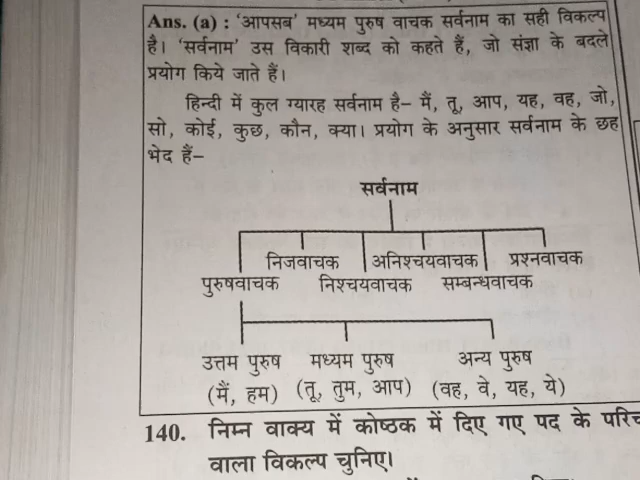 Ans. (a) : 'आपसब' मध्यम पुरुष वाचक सर्वनाम का सही विकल्प
है। 'सर्वनाम' उस विकारी शब्द को कहते हैं, जो संज्ञा के बदले
प्रयोग किये जाते हैं।
हिन्दी में कुल ग्यारह सर्वनाम है– मैं, तू, आप, यह, वह, जो,
सो, कोई, कुछ, कौन, क्या। प्रयोग के अनुसार सर्वनाम के छह
भेद हैं–
सर्वनाम
निजवाचक अनिश्चयवाचक प्रश्नवाचक
पुरुषवाचक निश्चयवाचक सम्बन्धवाचक
उत्तम पुरुष मध्यम पुरुष अन्य पुरुष
(मैं, हम) (तू, तुम, आप) (वह, वे, यह, ये)
140. निम्न वाक्य में कोष्ठक में दिए गए पद के
वाला विकल्प चुनिए।